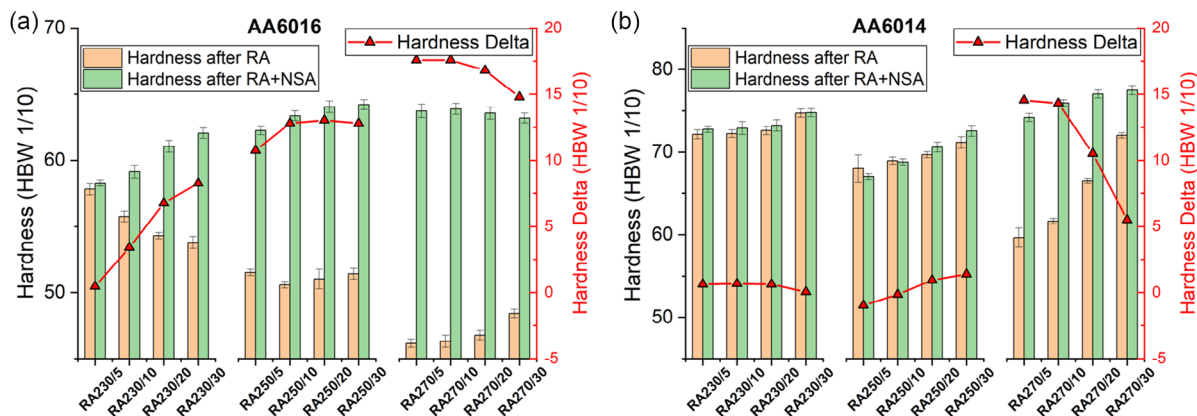 (a)
AA6016
Hardness after RA
Hardness after RA+NSA
Hardness Delta
Hardness (HBW 1/10)
70
60
50
Hardness Delta (HBW 1/10)
20
15
10
5
0
-5
RA230/5
RA230/10
RA230/20
RA230/30
RA250/5
RA250/10
RA250/20
RA250/30
RA270/5
RA270/10
RA270/20
RA270/30
(b)
AA6014
Hardness after RA
Hardness after RA+NSA
Hardness Delta
Hardness (HBW 1/10)
80
70
60
50
Hardness Delta (HBW 1/10)
20
15
10
5
0
-5
RA230/5
RA230/10
RA230/20
RA230/30
RA250/5
RA250/10
RA250/20
RA250/30
RA270/5
RA270/10
RA270/20
RA270/30